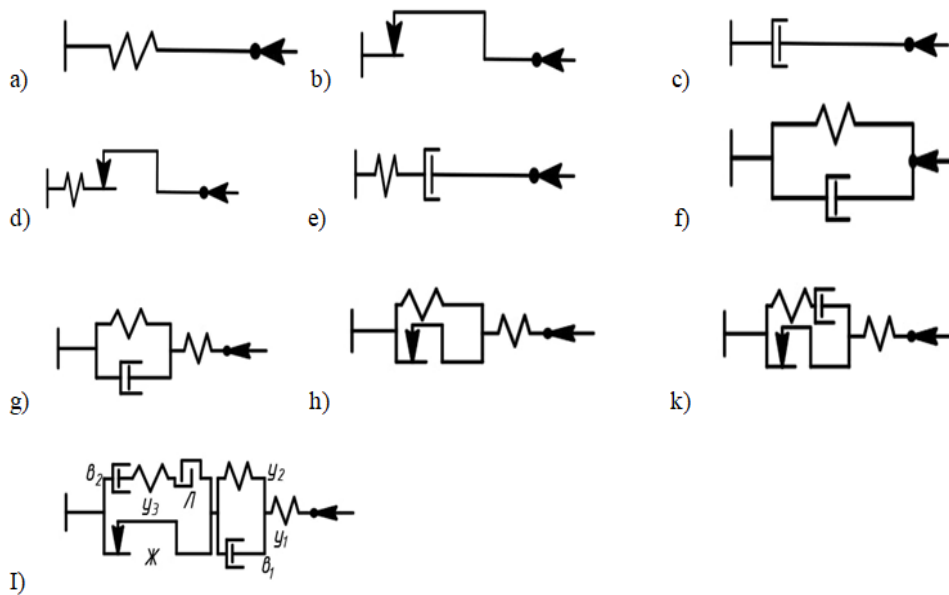 a)
b)
c)
d)
e)
f)
g)
h)
k)
в₂ у₃ Л у₂
Ж у₁
в₁
I)